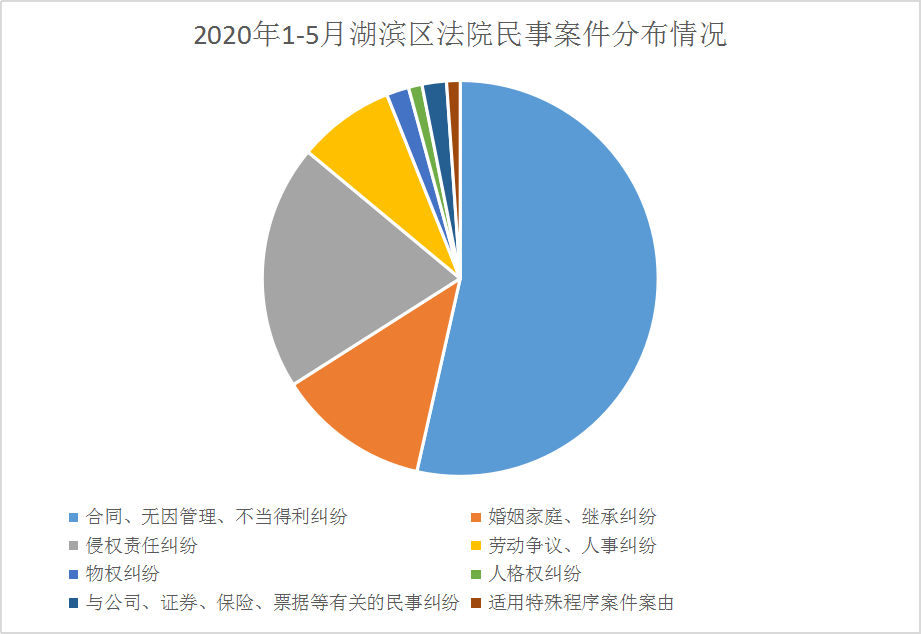 2020年1-5月湖滨区法院民事案件分布情况
合同、无因管理、不当得利纠纷
婚姻家庭、继承纠纷
侵权责任纠纷
劳动争议、人事纠纷
物权纠纷
人格权纠纷
与公司、证券、保险、票据等有关的民事纠纷
适用特殊程序案件案由